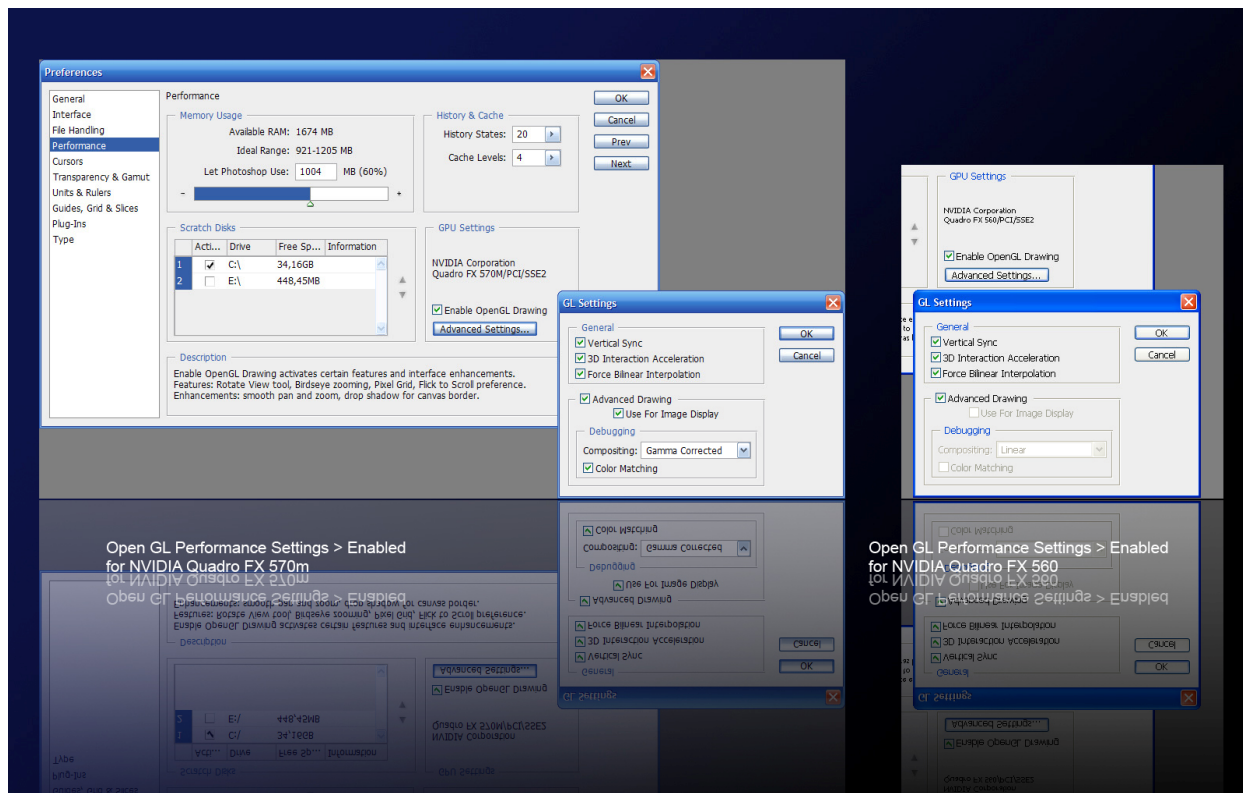 Preferences
General
Interface
File Handling
Performance
Cursors
Transparency & Gamut
Units & Rulers
Guides, Grid & Slices
Plug-Ins
Type
Performance
Memory Usage
Available RAM: 1674 MB
Ideal Range: 921-1205 MB
Let Photoshop Use: 1004 MB (60%)
- +
History & Cache
History States: 20
Cache Levels: 4
OK
Cancel
Prev
Next
Scratch Disks
Acti... Drive Free Sp... Information
1 C:\ 34,16GB
2 E:\ 448,45MB
GPU Settings
NVIDIA Corporation
Quadro FX 570M/PCI/SSE2
Enable OpenGL Drawing
Advanced Settings...
Description
Enable OpenGL Drawing activates certain features and interface enhancements.
Features: Rotate View tool, Birdseye zooming, Pixel Grid, Flick to Scroll preference.
Enhancements: smooth pan and zoom, drop shadow for canvas border.
GL Settings
General
Vertical Sync
3D Interaction Acceleration
Force Bilinear Interpolation
OK
Cancel
Advanced Drawing
Use For Image Display
Debugging
Compositing: Gamma Corrected
Color Matching
GPU Settings
NVIDIA Corporation
Quadro FX 560/PCI/SSE2
Enable OpenGL Drawing
Advanced Settings...
GL Settings
General
Vertical Sync
3D Interaction Acceleration
Force Bilinear Interpolation
OK
Cancel
Advanced Drawing
Use For Image Display
Debugging
Compositing: Linear
Color Matching
Open GL Performance Settings > Enabled
for NVIDIA Quadro FX 570m
Open GL Performance Settings > Enabled
for NVIDIA Quadro FX 560